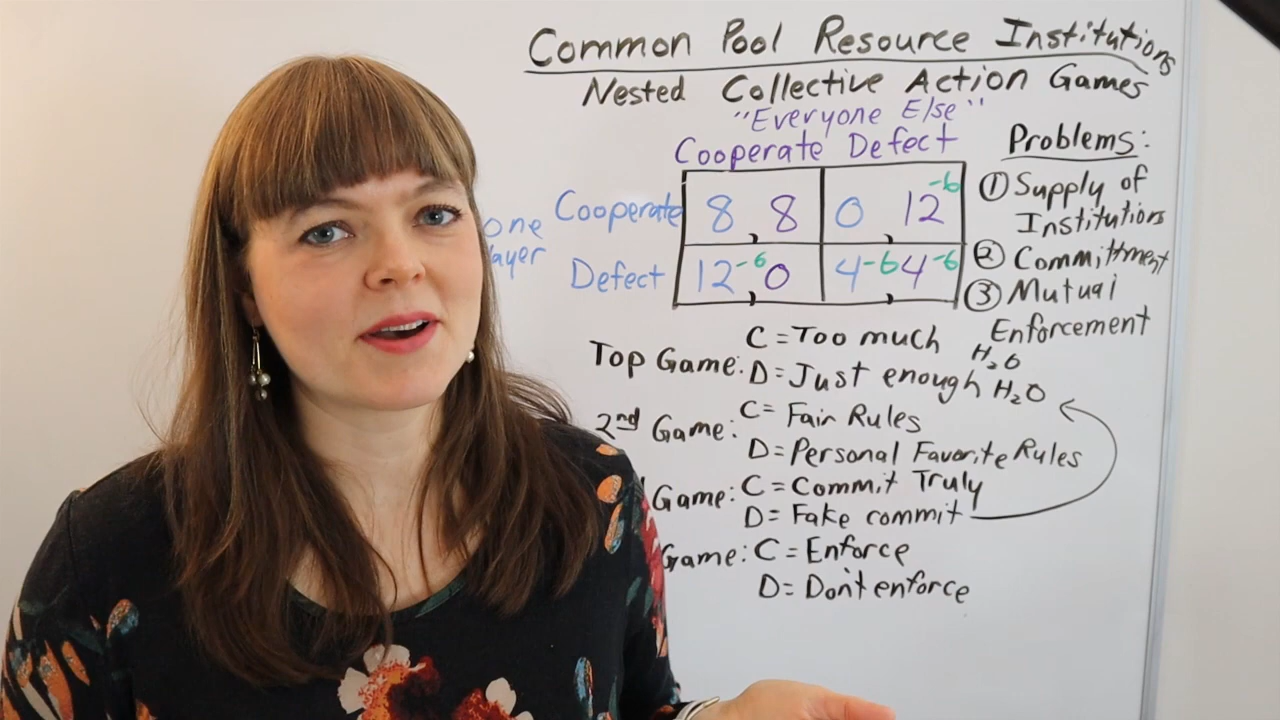 Common Pool Resource Institutions
Nested Collective Action Games
"Everyone Else"
Cooperate Defect
Problems:
① Supply of
Institutions
② Committment
③ Mutual
Enforcement
one
layer
Cooperate 8, 8 0, 12 -6
Defect 12 -6, 0 4 -6, 4 -6
Top Game: C = Too much H2O
D = Just enough H2O
2nd Game: C = Fair Rules
D = Personal Favorite Rules
Game: C = Commit Truly
D = Fake commit
Game: C = Enforce
D = Don't enforce